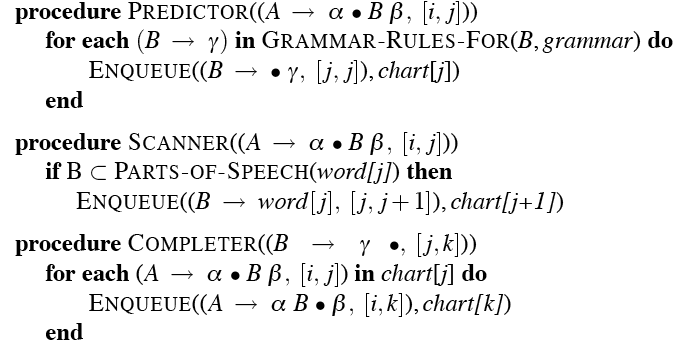 procedure PREDICTOR((A → α • B β, [i, j]))
for each (B → γ) in GRAMMAR-RULES-FOR(B, grammar) do
ENQUEUE((B → • γ, [j, j]), chart[j])
end
procedure SCANNER((A → α • B β, [i, j]))
if B ⊂ PARTS-OF-SPEECH(word[j]) then
ENQUEUE((B → word[j], [j, j+1]), chart[j+1])
procedure COMPLETER((B → γ •, [j,k]))
for each (A → α • B β, [i, j]) in chart[j] do
ENQUEUE((A → α B • β, [i,k]), chart[k])
end